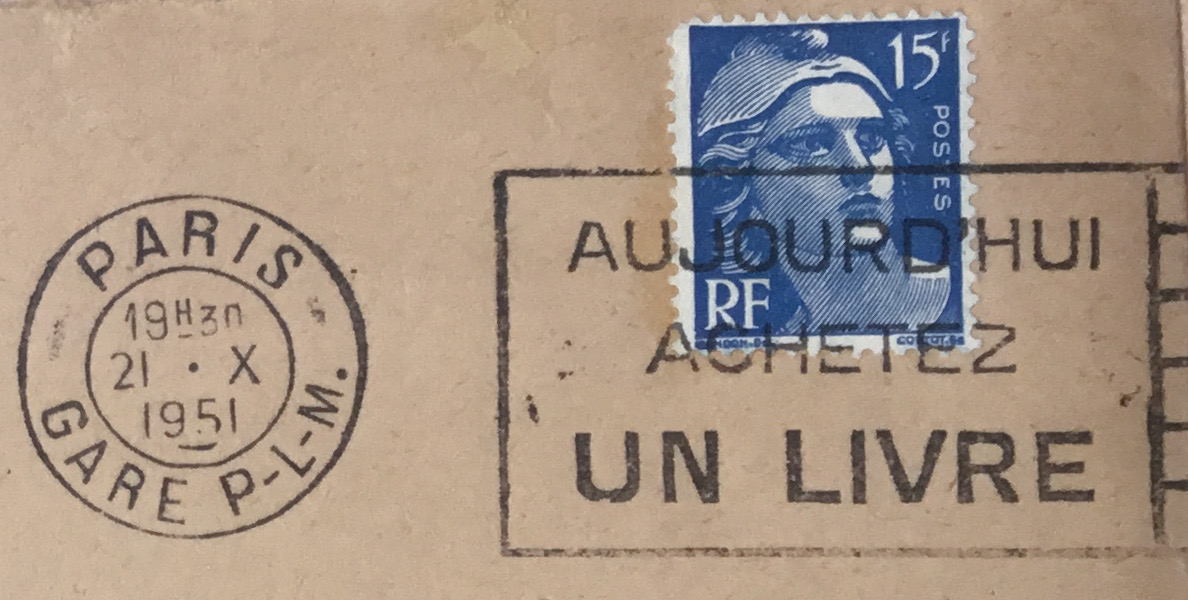 PARIS
19H30
21 · X
1951
GARE P-L-M.
15F
POSTES
RF
AUJOURD'HUI
ACHETEZ
UN LIVRE